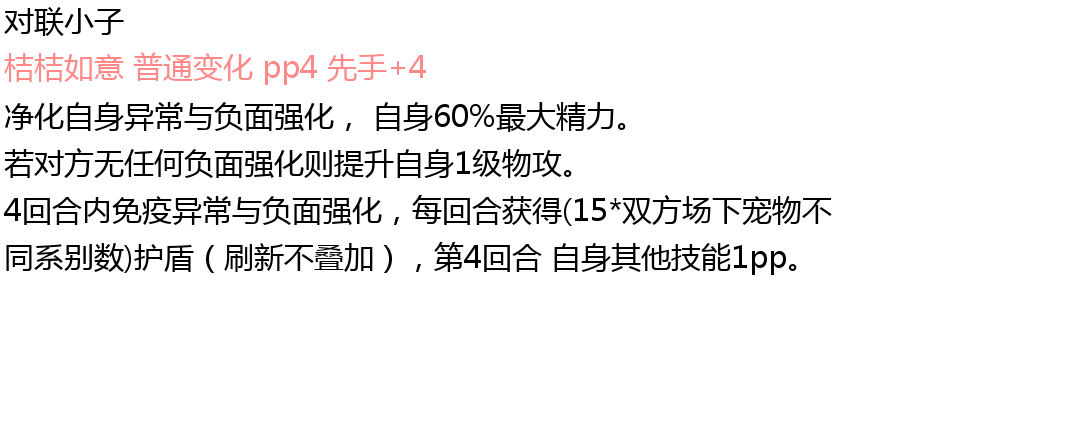 对联小子
桔桔如意 普通变化 pp4 先手+4
净化自身异常与负面强化， 自身60%最大精力。
若对方无任何负面强化则提升自身1级物攻。
4回合内免疫异常与负面强化，每回合获得(15*双方场下宠物不
同系别数)护盾（刷新不叠加），第4回合 自身其他技能1pp。